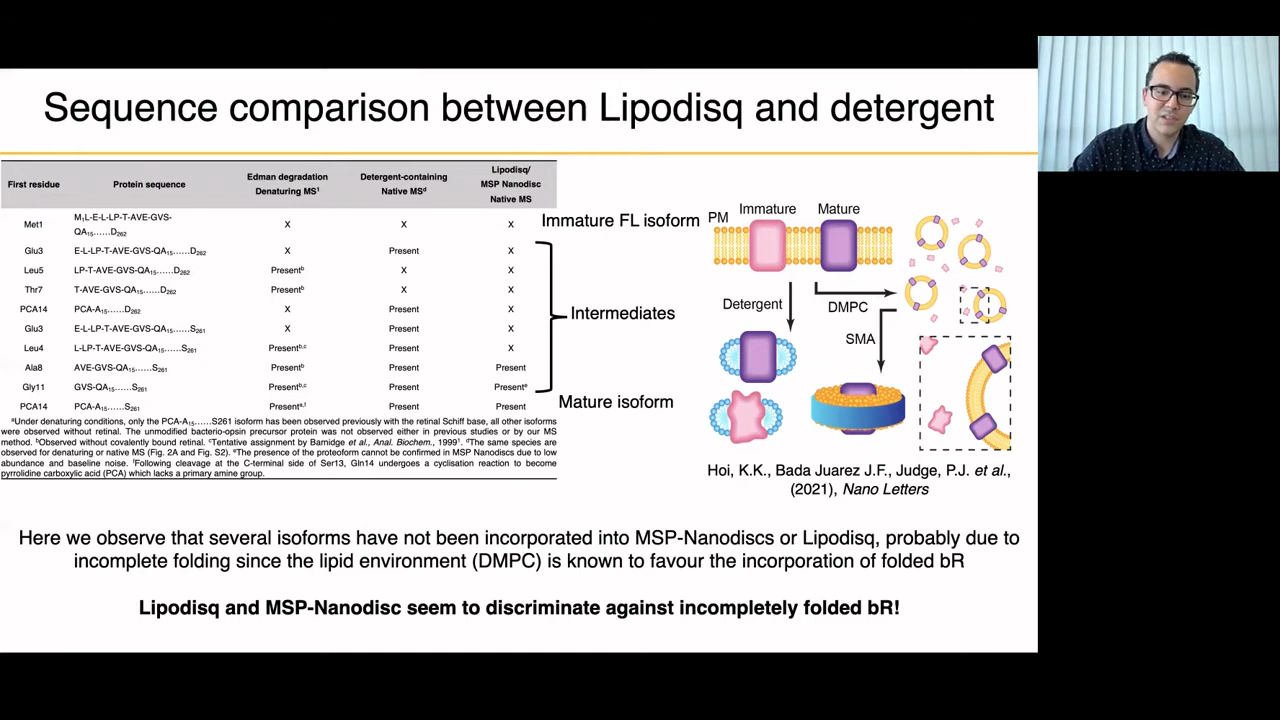 Sequence comparison between Lipodisq and detergent
First residue Protein sequence Edman degradation Denaturing MS¹ Detergent-containing Native MSᵈ Lipodisq/ MSP Nanodisc Native MS
Met1 M₁L-E-L-LP-T-AVE-GVS-QA₁₅……D₂₆₂ X X X
Glu3 E-L-LP-T-AVE-GVS-QA₁₅……D₂₆₂ X Present X
Leu5 LP-T-AVE-GVS-QA₁₅……D₂₆₂ Presentᵇ X X
Thr7 T-AVE-GVS-QA₁₅……D₂₆₂ Presentᵇ X X
PCA14 PCA-A₁₅……D₂₆₂ X Present X
Glu3 E-L-LP-T-AVE-GVS-QA₁₅……S₂₆₁ X Present X
Leu4 L-LP-T-AVE-GVS-QA₁₅……S₂₆₁ Presentᵇ,ᶜ Present X
Ala8 AVE-GVS-QA₁₅……S₂₆₁ Presentᵇ Present Present
Gly11 GVS-QA₁₅……S₂₆₁ Presentᵇ,ᶜ Present Presentᵉ
PCA14 PCA-A₁₅……S₂₆₁ Presentᵃ,ᶠ Present Present
ᵃUnder denaturing conditions, only the PCA-A₁₅……S261 isoform has been observed previously with the retinal Schiff base, all other isoforms
were observed without retinal. The unmodified bacterio-opsin precursor protein was not observed either in previous studies or by our MS
method. ᵇObserved without covalently bound retinal. ᶜTentative assignment by Barnidge et al., Anal. Biochem., 1999¹. ᵈThe same species are
observed for denaturing or native MS (Fig. 2A and Fig. S2). ᵉThe presence of the proteoform cannot be confirmed in MSP Nanodiscs due to low
abundance and baseline noise. ᶠFollowing cleavage at the C-terminal side of Ser13, Gln14 undergoes a cyclisation reaction to become
pyrrolidine carboxylic acid (PCA) which lacks a primary amine group.
Immature FL isoform
Intermediates
Mature isoform
PM Immature Mature
Detergent
DMPC
SMA
Hoi, K.K., Bada Juarez J.F., Judge, P.J. et al.,
(2021), Nano Letters
Here we observe that several isoforms have not been incorporated into MSP-Nanodiscs or Lipodisq, probably due to
incomplete folding since the lipid environment (DMPC) is known to favour the incorporation of folded bR
Lipodisq and MSP-Nanodisc seem to discriminate against incompletely folded bR!